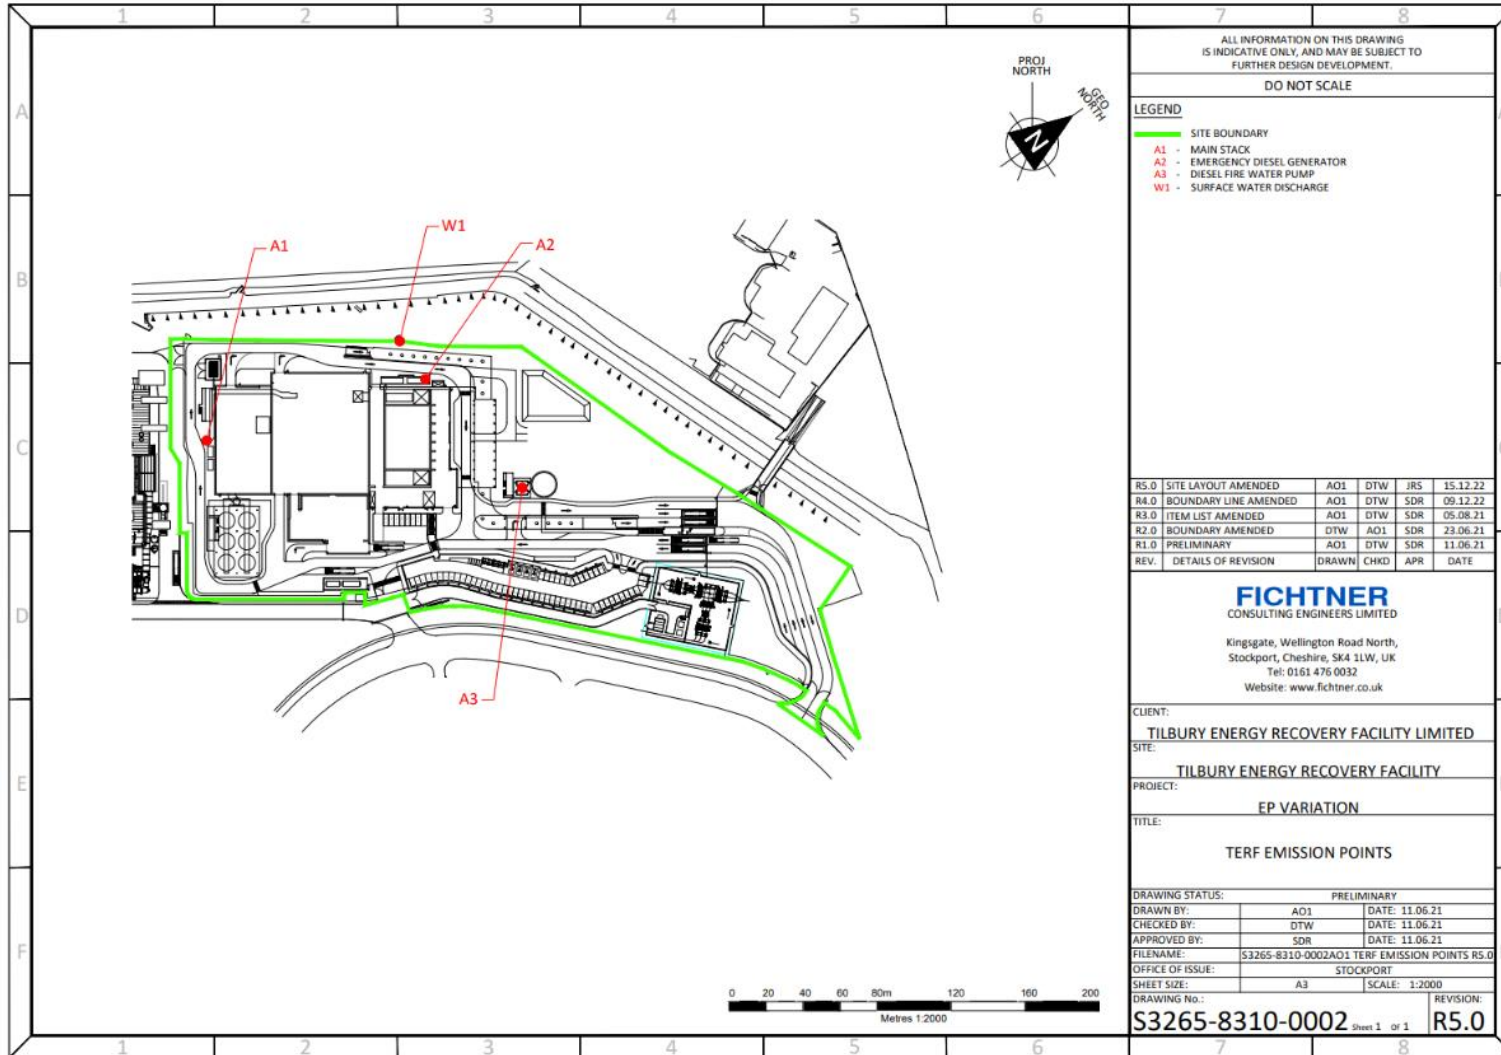 1 2 3 4 5 6 7 8
A
B
C
D
E
F
PROJ
NORTH
GEO
NORTH
N
W1
A1
A2
A3
0 20 40 60 80m 120 160 200
Metres 1:2000
1 2 3 4 5 6 7 8
ALL INFORMATION ON THIS DRAWING
IS INDICATIVE ONLY, AND MAY BE SUBJECT TO
FURTHER DESIGN DEVELOPMENT.
DO NOT SCALE
LEGEND
SITE BOUNDARY
A1 - MAIN STACK
A2 - EMERGENCY DIESEL GENERATOR
A3 - DIESEL FIRE WATER PUMP
W1 - SURFACE WATER DISCHARGE
R5.0 SITE LAYOUT AMENDED AO1 DTW JRS 15.12.22
R4.0 BOUNDARY LINE AMENDED AO1 DTW SDR 09.12.22
R3.0 ITEM LIST AMENDED AO1 DTW SDR 05.08.21
R2.0 BOUNDARY AMENDED DTW AO1 SDR 23.06.21
R1.0 PRELIMINARY AO1 DTW SDR 11.06.21
REV. DETAILS OF REVISION DRAWN CHKD APR DATE
FICHTNER
CONSULTING ENGINEERS LIMITED
Kingsgate, Wellington Road North,
Stockport, Cheshire, SK4 1LW, UK
Tel: 0161 476 0032
Website: www.fichtner.co.uk
CLIENT:
TILBURY ENERGY RECOVERY FACILITY LIMITED
SITE:
TILBURY ENERGY RECOVERY FACILITY
PROJECT:
EP VARIATION
TITLE:
TERF EMISSION POINTS
DRAWING STATUS: PRELIMINARY
DRAWN BY: AO1 DATE: 11.06.21
CHECKED BY: DTW DATE: 11.06.21
APPROVED BY: SDR DATE: 11.06.21
FILENAME: S3265-8310-0002AO1 TERF EMISSION POINTS R5.0
OFFICE OF ISSUE: STOCKPORT
SHEET SIZE: A3 SCALE: 1:2000
DRAWING No.: REVISION:
S3265-8310-0002 Sheet 1 Of 1 R5.0